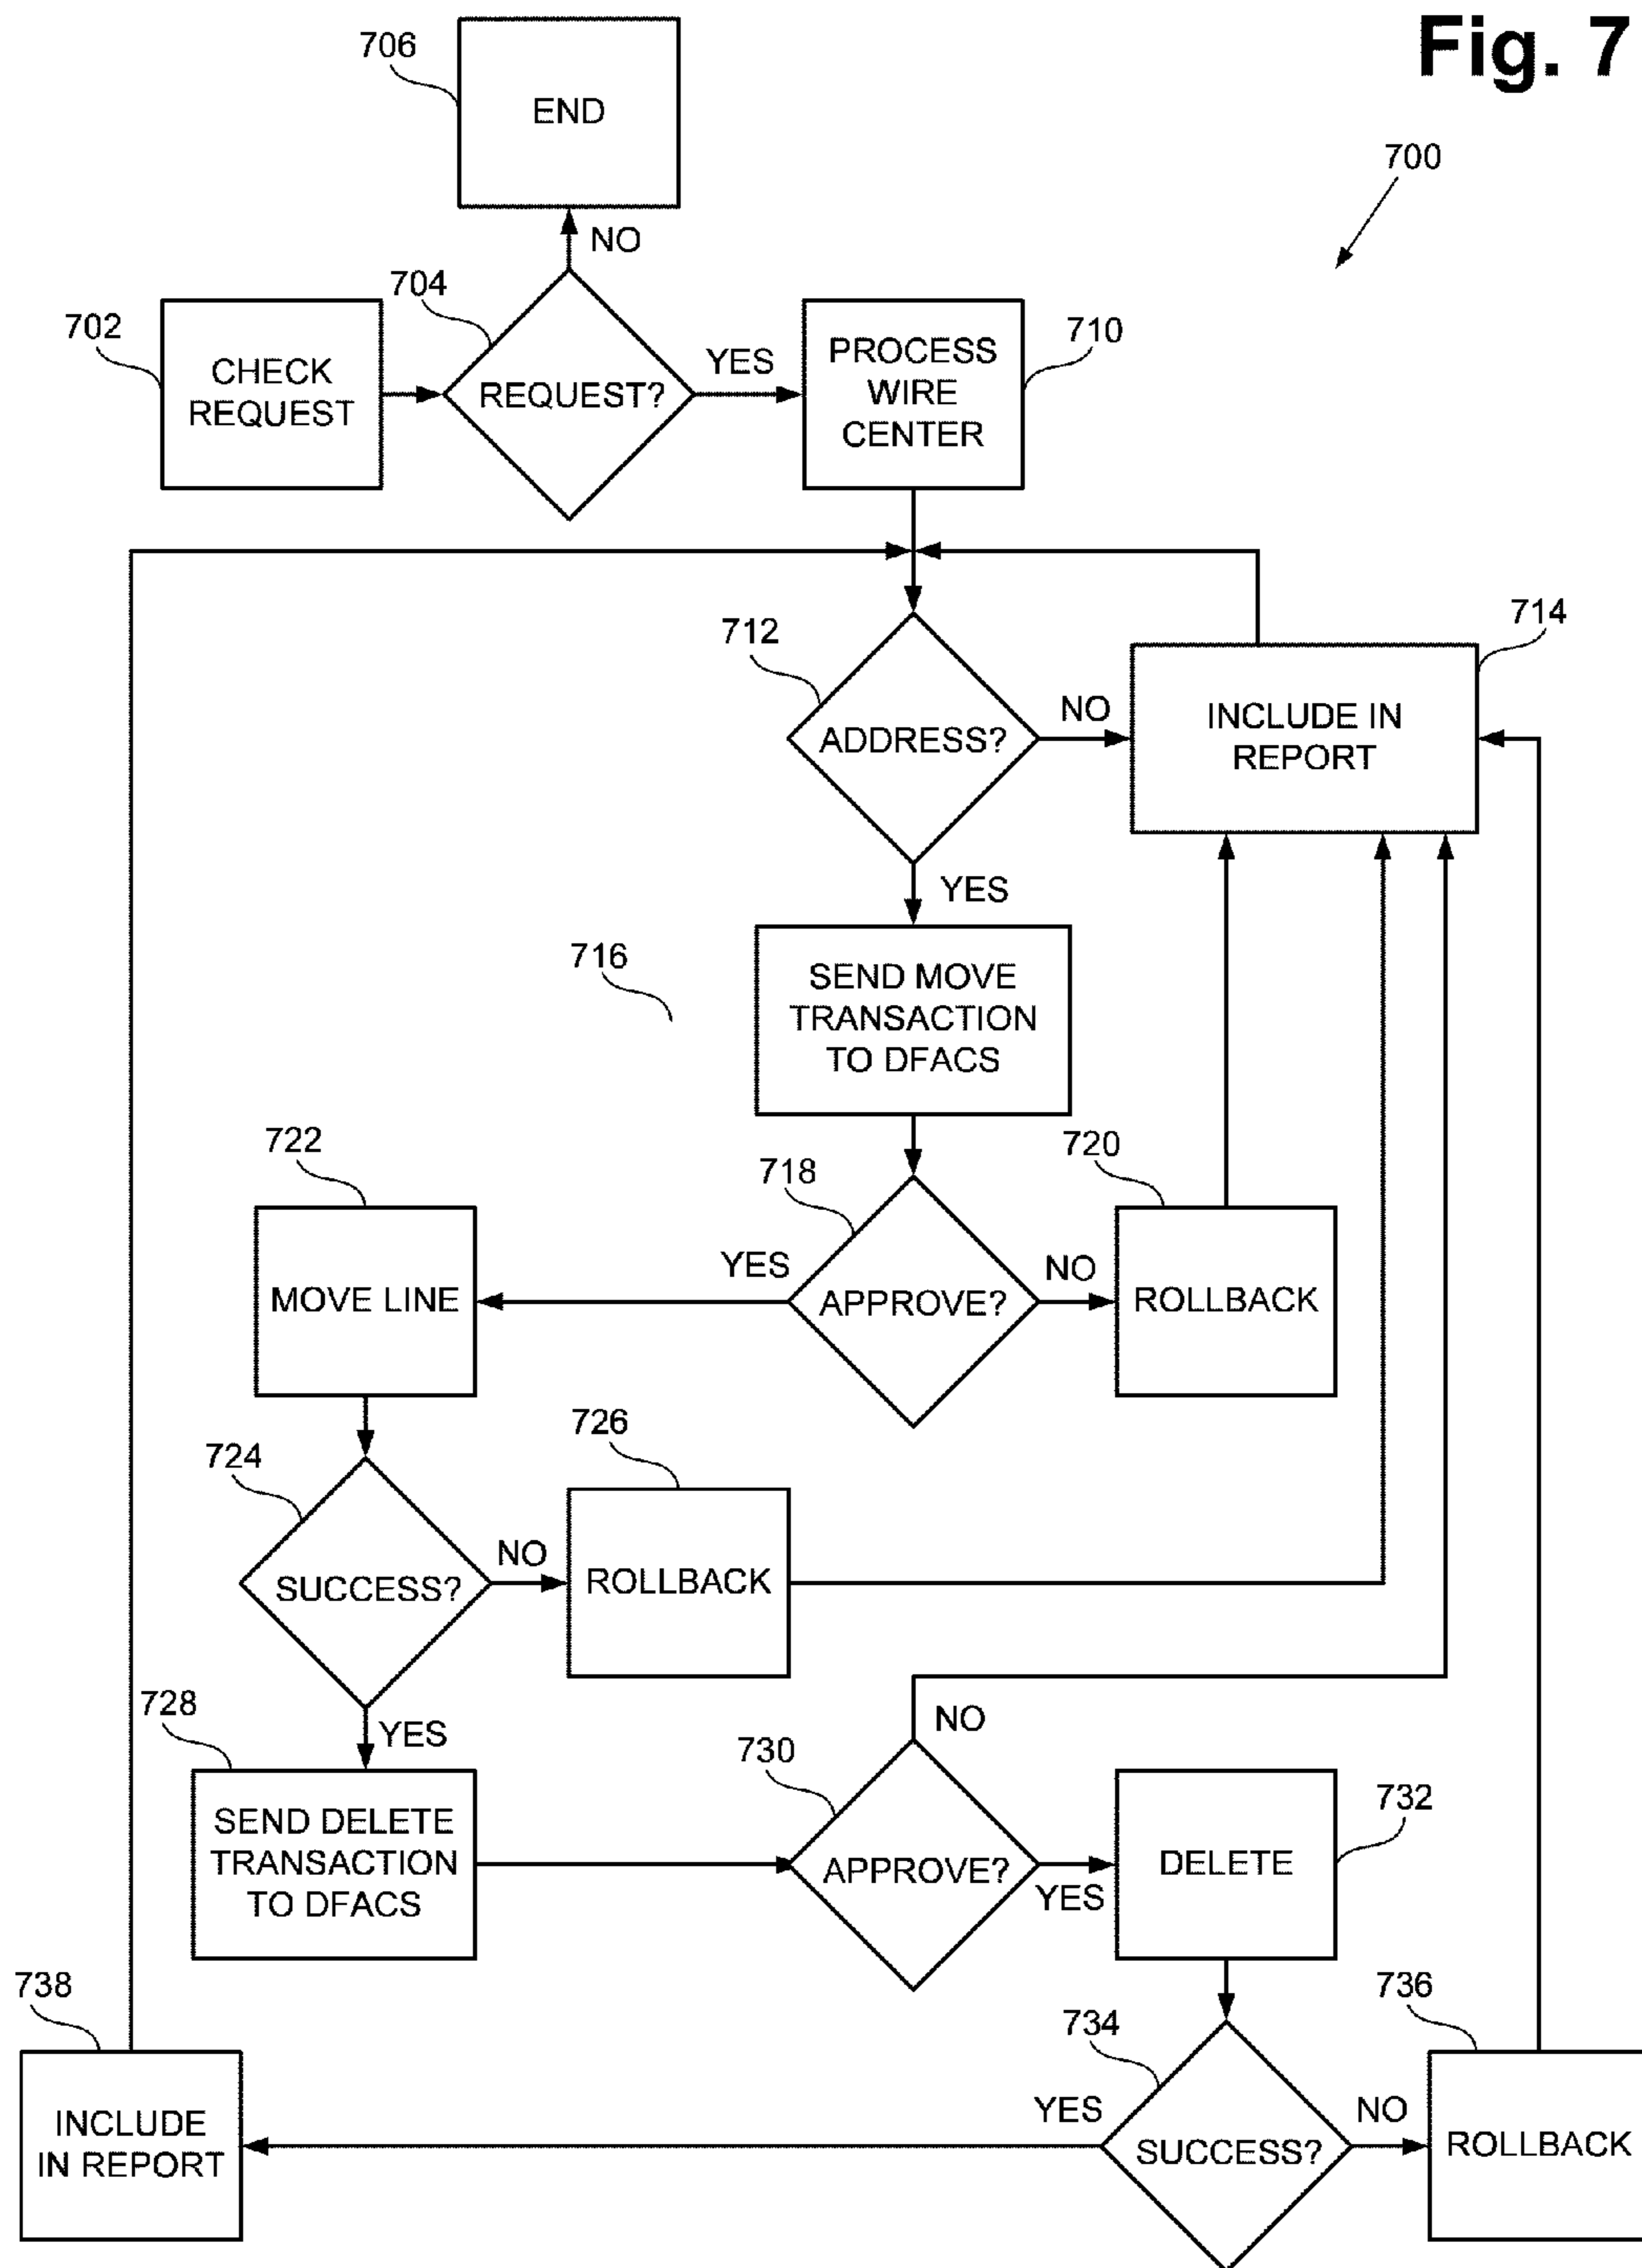 Fig. 7
706
END
700
NO
704
702
CHECK
REQUEST
REQUEST?
YES
PROCESS
WIRE
CENTER
710
712
714
ADDRESS?
NO
INCLUDE IN
REPORT
YES
716
SEND MOVE
TRANSACTION
TO DFACS
722
718
720
MOVE LINE
YES
APPROVE?
NO
ROLLBACK
724
726
SUCCESS?
NO
ROLLBACK
728
YES
NO
730
732
SEND DELETE
TRANSACTION
TO DFACS
APPROVE?
YES
DELETE
738
734
736
INCLUDE
IN REPORT
YES
SUCCESS?
NO
ROLLBACK